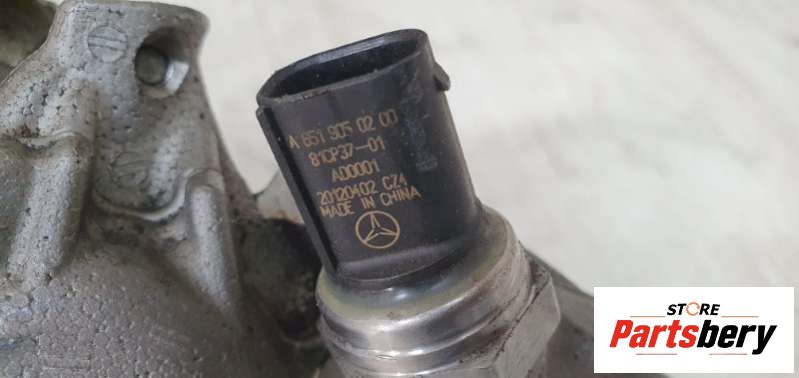 A 651 905 02 00
81CP37-01
AD0001
20120402 CZ4
MADE IN CHINA
STORE
Partsbery